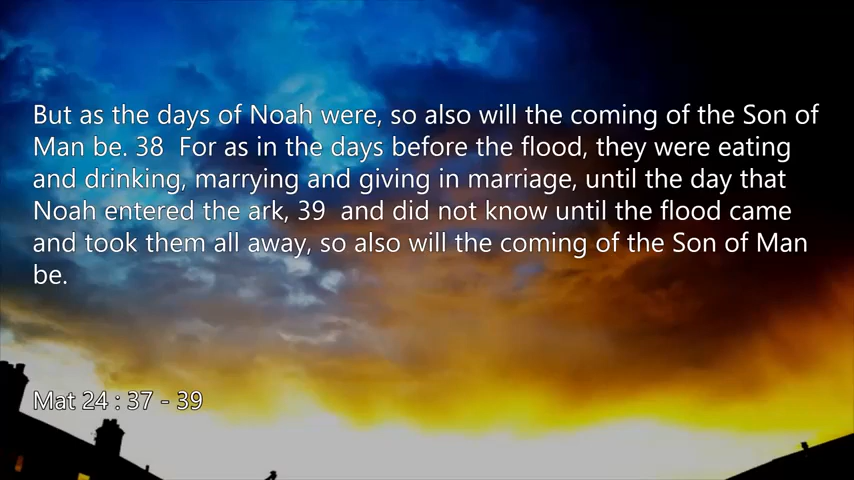 But as the days of Noah were, so also will the coming of the Son of
Man be. 38  For as in the days before the flood, they were eating
and drinking, marrying and giving in marriage, until the day that
Noah entered the ark, 39  and did not know until the flood came
and took them all away, so also will the coming of the Son of Man
be.
Mat 24 : 37 - 39